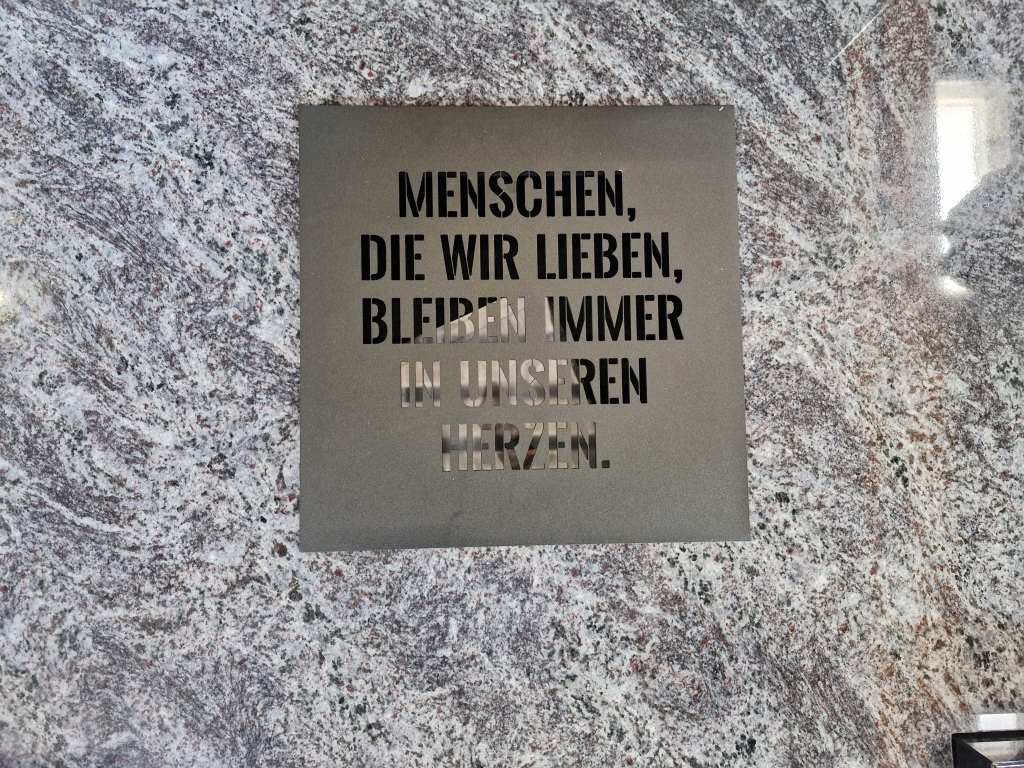 MENSCHEN,
DIE WIR LIEBEN,
BLEIBEN IMMER
IN UNSEREN
HERZEN.